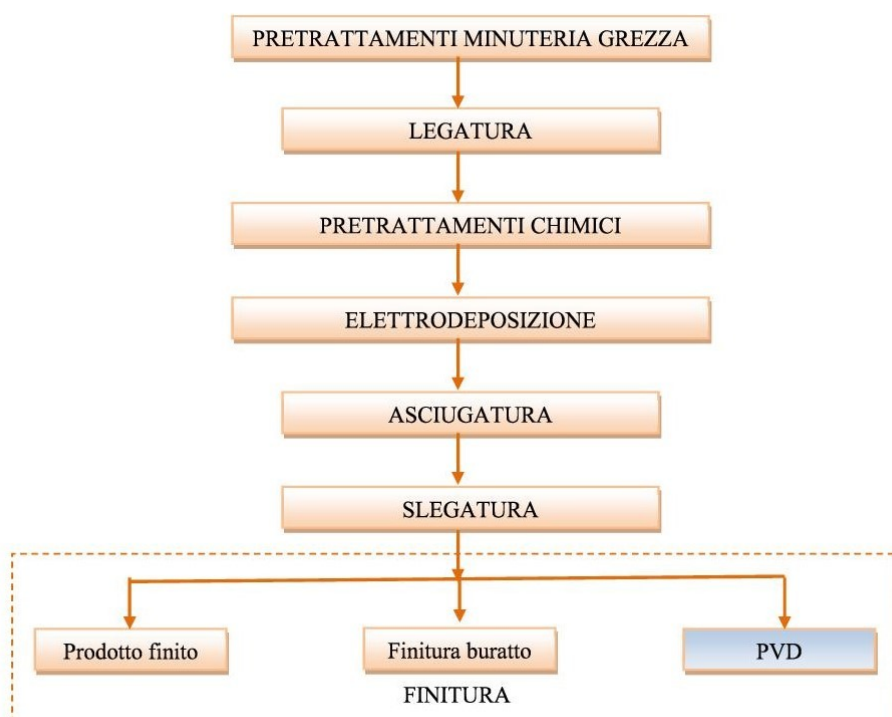 PRETRATTAMENTI MINUTERIA GREZZA
LEGATURA
PRETRATTAMENTI CHIMICI
ELETTRODEPOSIZIONE
ASCIUGATURA
SLEGATURA
Prodotto finito
Finitura buratto
PVD
FINITURA